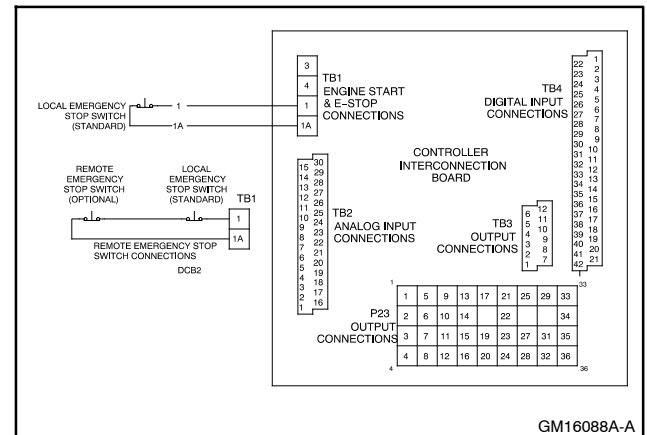 3
4
1
1A
TB1
ENGINE START
& E-STOP
CONNECTIONS
LOCAL EMERGENCY
STOP SWITCH
(STANDARD)
1
1A
REMOTE
EMERGENCY
STOP SWITCH
(OPTIONAL)
LOCAL
EMERGENCY
STOP SWITCH
(STANDARD)
TB1
1
1A
REMOTE EMERGENCY STOP
SWITCH CONNECTIONS
DCB2
CONTROLLER
INTERCONNECTION
BOARD
TB4
DIGITAL INPUT
CONNECTIONS
22 1
23 2
24 3
25 4
26 5
27 6
28 7
29 8
30 9
31 10
32 11
33 12
34 13
35 14
36 15
37 16
38 17
39 18
40 19
41 20
42 21
15 30
14 29
13 28
12 27
11 26
10 25
9 24
8 23
7 22
6 21
5 20
4 19
3 18
2 17
1 16
TB2
ANALOG INPUT
CONNECTIONS
TB3
OUTPUT
CONNECTIONS
6 12
5 11
4 10
3 9
2 8
1 7
P23
OUTPUT
CONNECTIONS
1 33
1 5 9 13 17 21 25 29 33
2 6 10 14 22 34
3 7 11 15 19 23 27 31 35
4 8 12 16 20 24 28 32 36
4 36
GM16088A-A